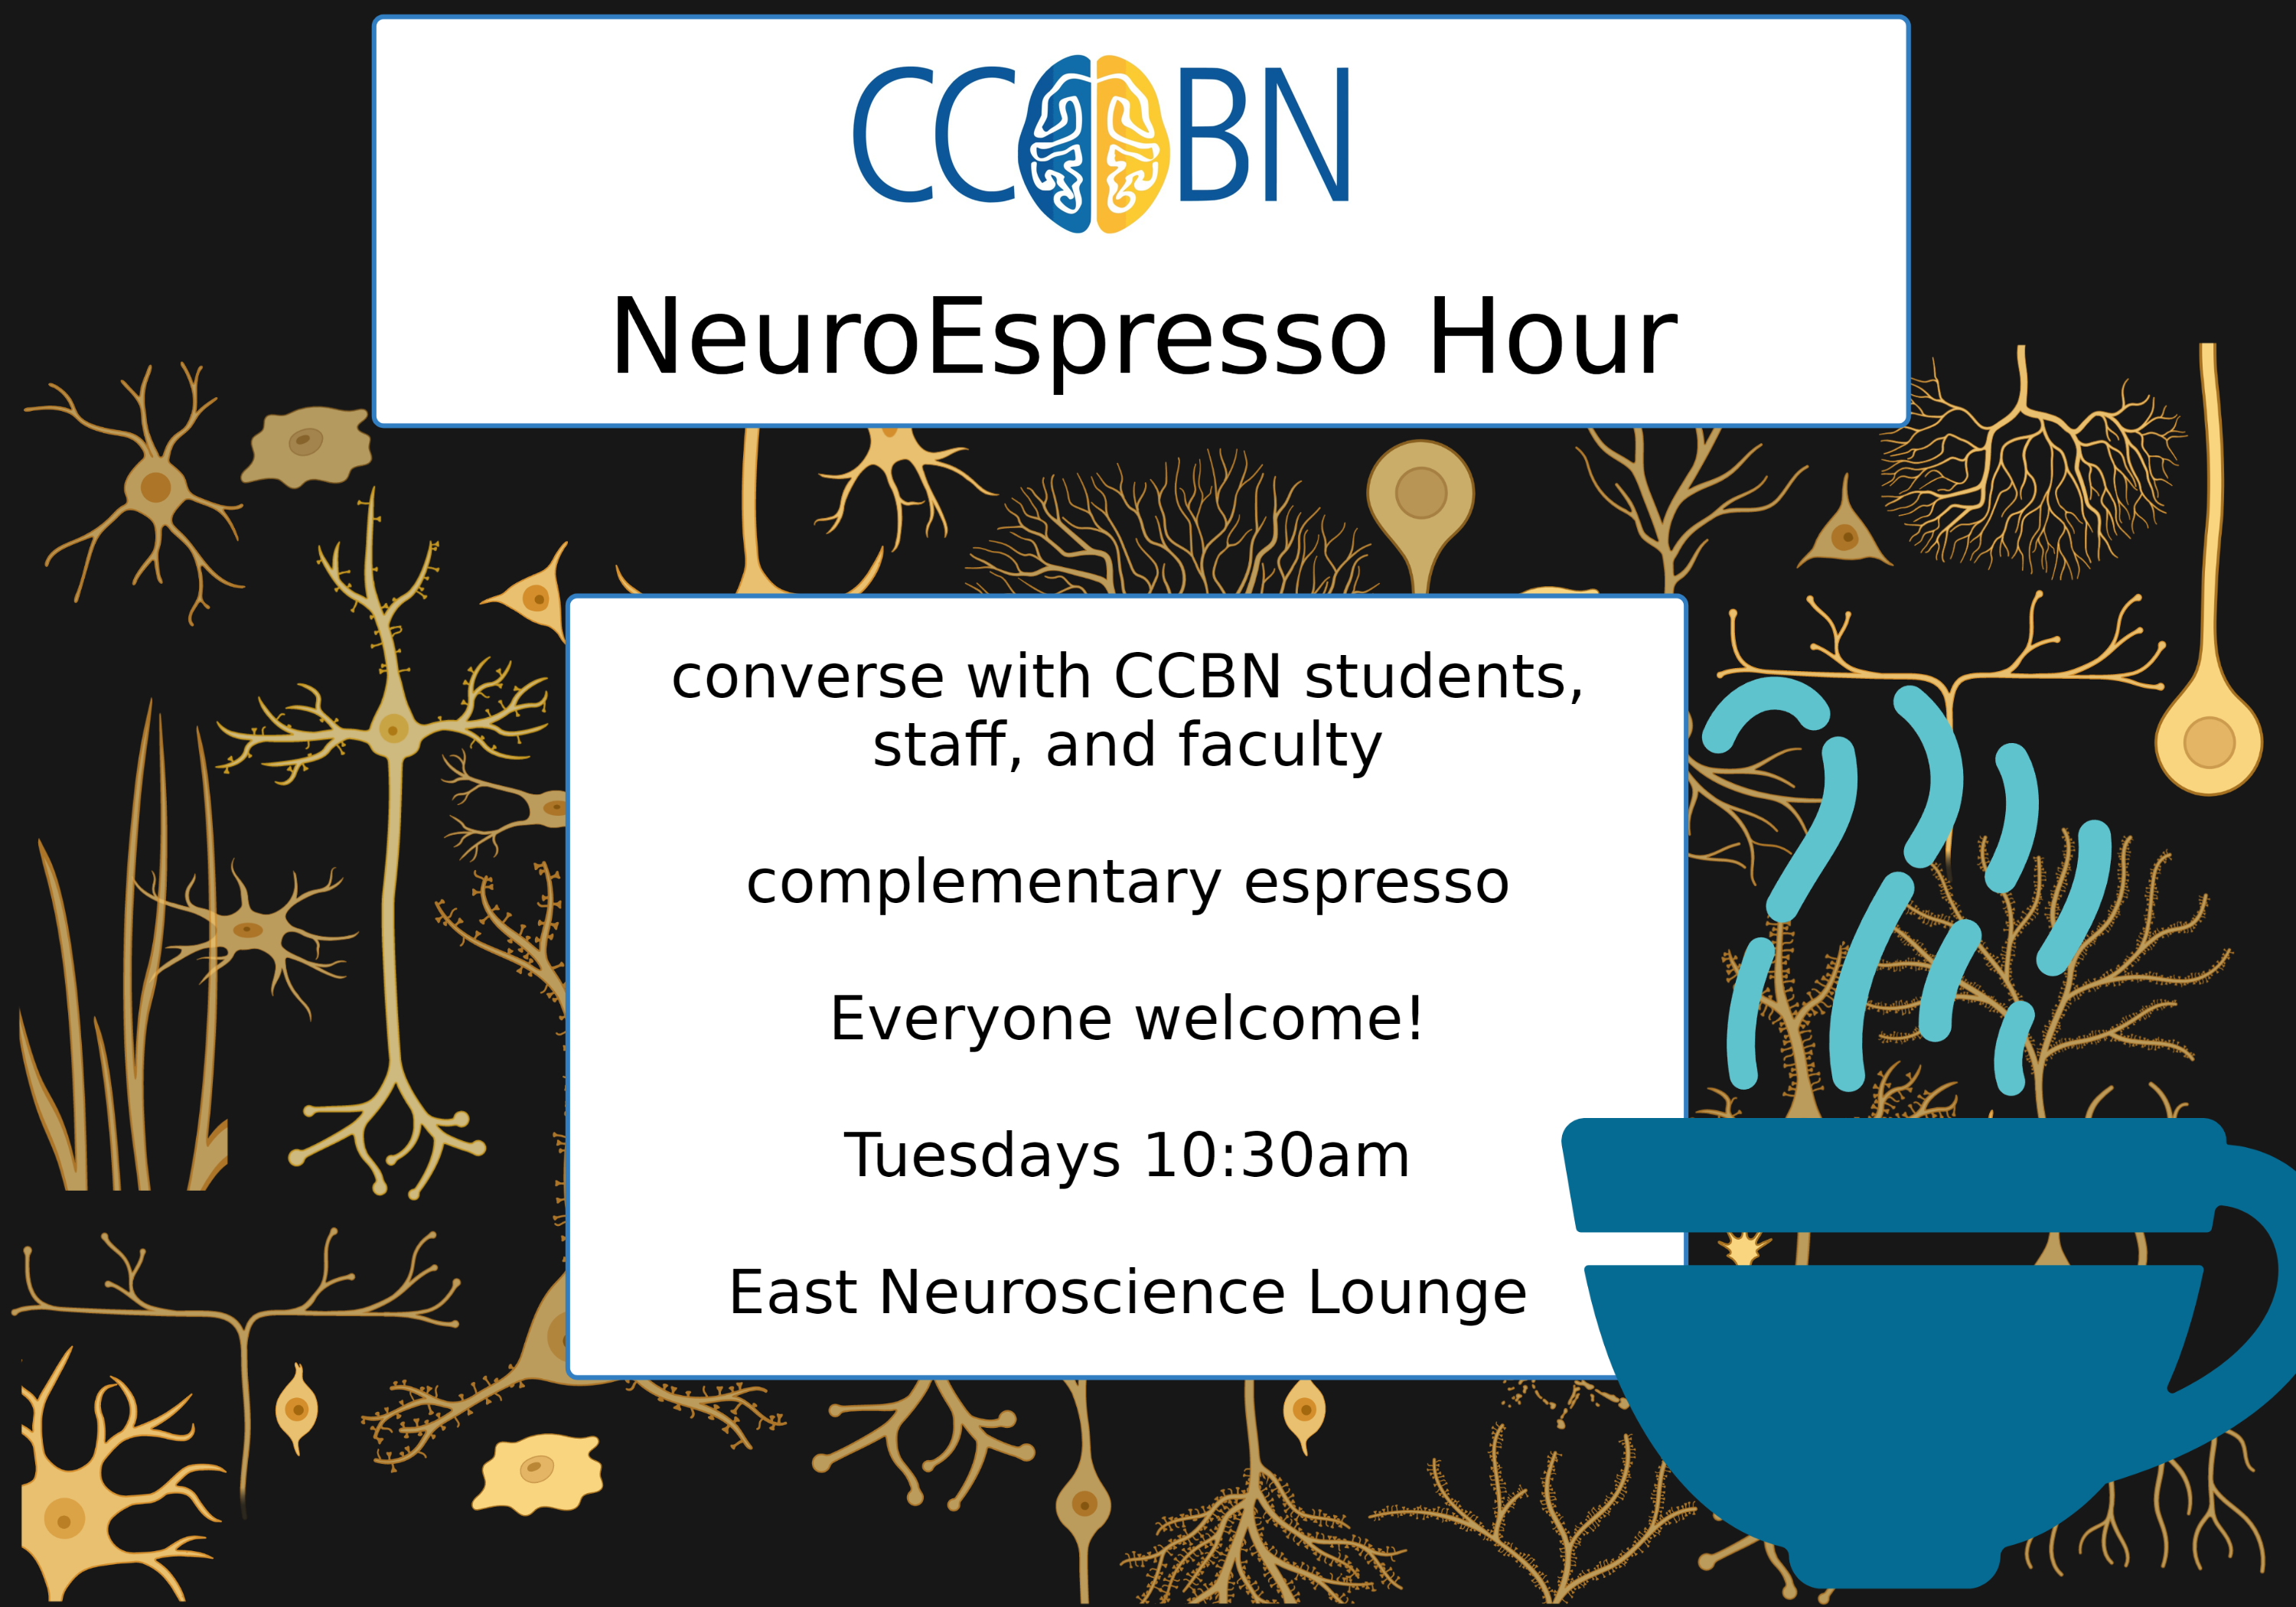 CCBN
NeuroEspresso Hour
converse with CCBN students,
staff, and faculty
complementary espresso
Everyone welcome!
Tuesdays 10:30am
East Neuroscience Lounge